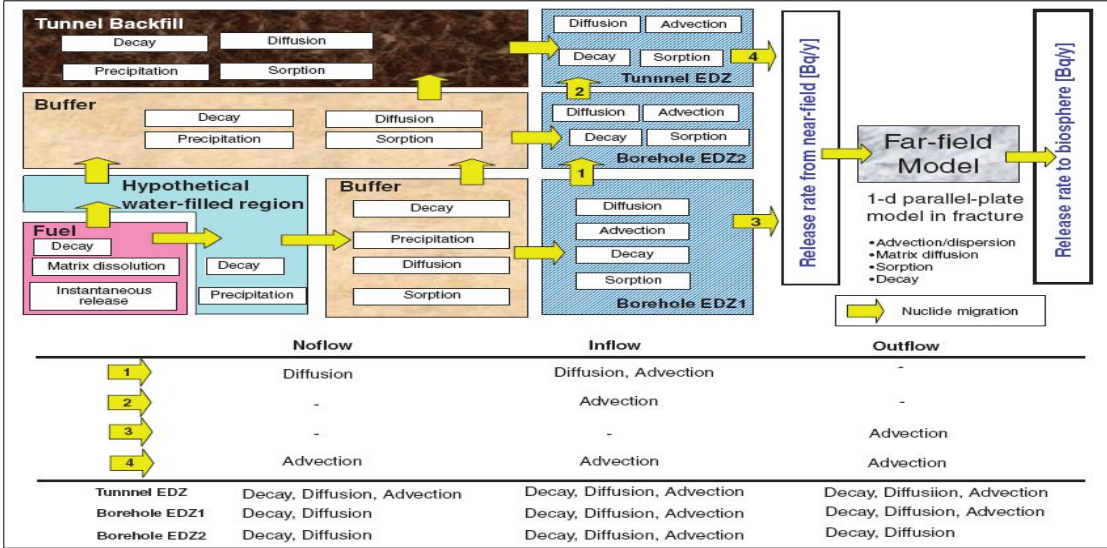 Tunnel Backfill
Decay
Diffusion
Precipitation
Sorption
Diffusion
Advection
Decay
Sorption
4
Tunnnel EDZ
2
Buffer
Decay
Diffusion
Precipitation
Sorption
Diffusion
Advection
Decay
Sorption
Borehole EDZ2
1
Hypothetical
water-filled region
Decay
Precipitation
Fuel
Decay
Matrix dissolution
Instantaneous
release
Buffer
Decay
Precipitation
Diffusion
Sorption
Diffusion
Advection
Decay
Sorption
Borehole EDZ1
3
Release rate from near-field [Bq/y]
Far-field
Model
1-d parallel-plate
model in fracture
•Advection/dispersion
•Matrix diffusion
•Sorption
•Decay
Release rate to biosphere [Bq/y]
Nuclide migration
Noflow Inflow Outflow
1 Diffusion Diffusion, Advection -
2 - Advection -
3 - - Advection
4 Advection Advection Advection
Tunnnel EDZ Decay, Diffusion, Advection Decay, Diffusion, Advection Decay, Diffusiion, Advection
Borehole EDZ1 Decay, Diffusion Decay, Diffusion, Advection Decay, Diffusion, Advection
Borehole EDZ2 Decay, Diffusion Decay, Diffusion, Advection Decay, Diffusion